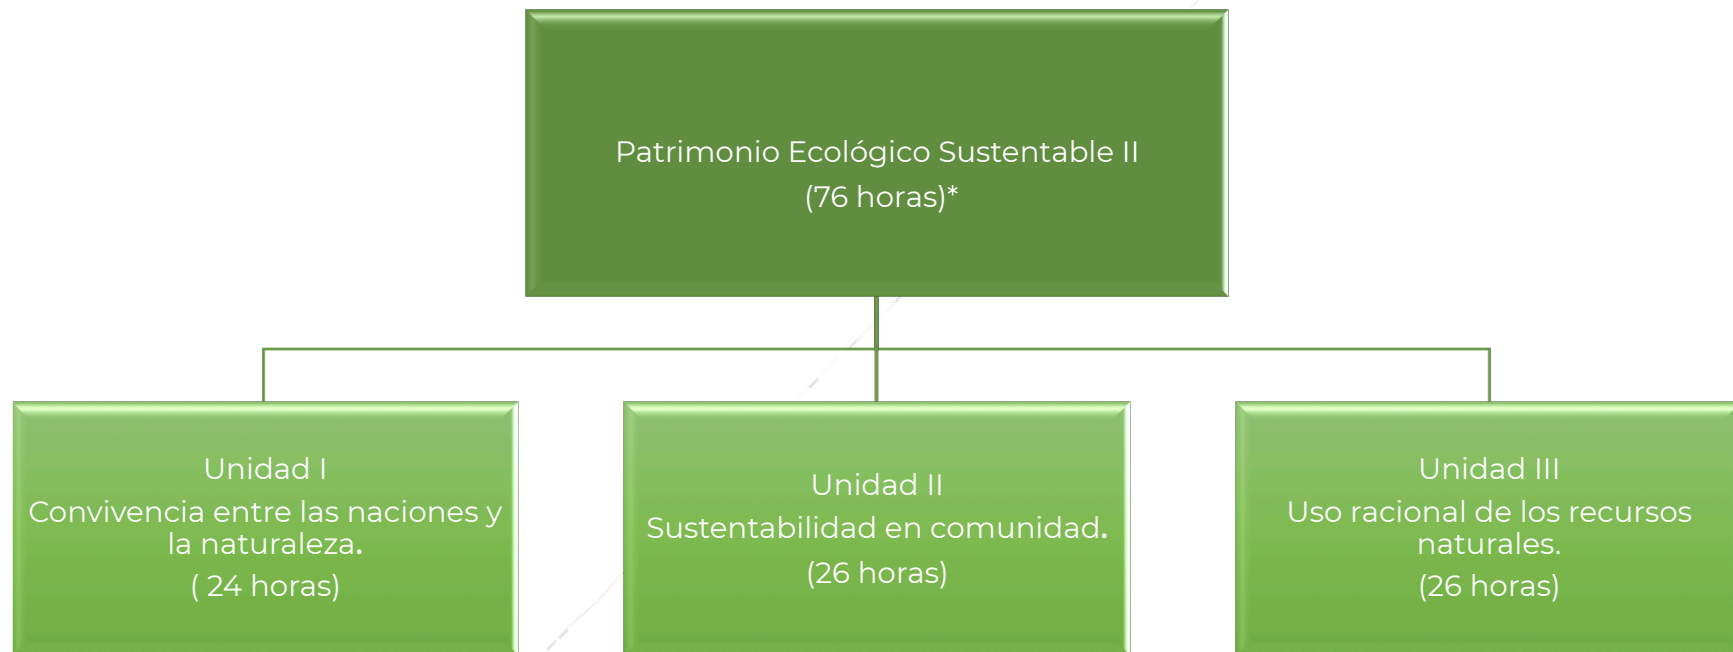 Patrimonio Ecológico Sustentable II
(76 horas)*
Unidad I
Convivencia entre las naciones y
la naturaleza.
( 24 horas)
Unidad II
Sustentabilidad en comunidad.
(26 horas)
Unidad III
Uso racional de los recursos
naturales.
(26 horas)